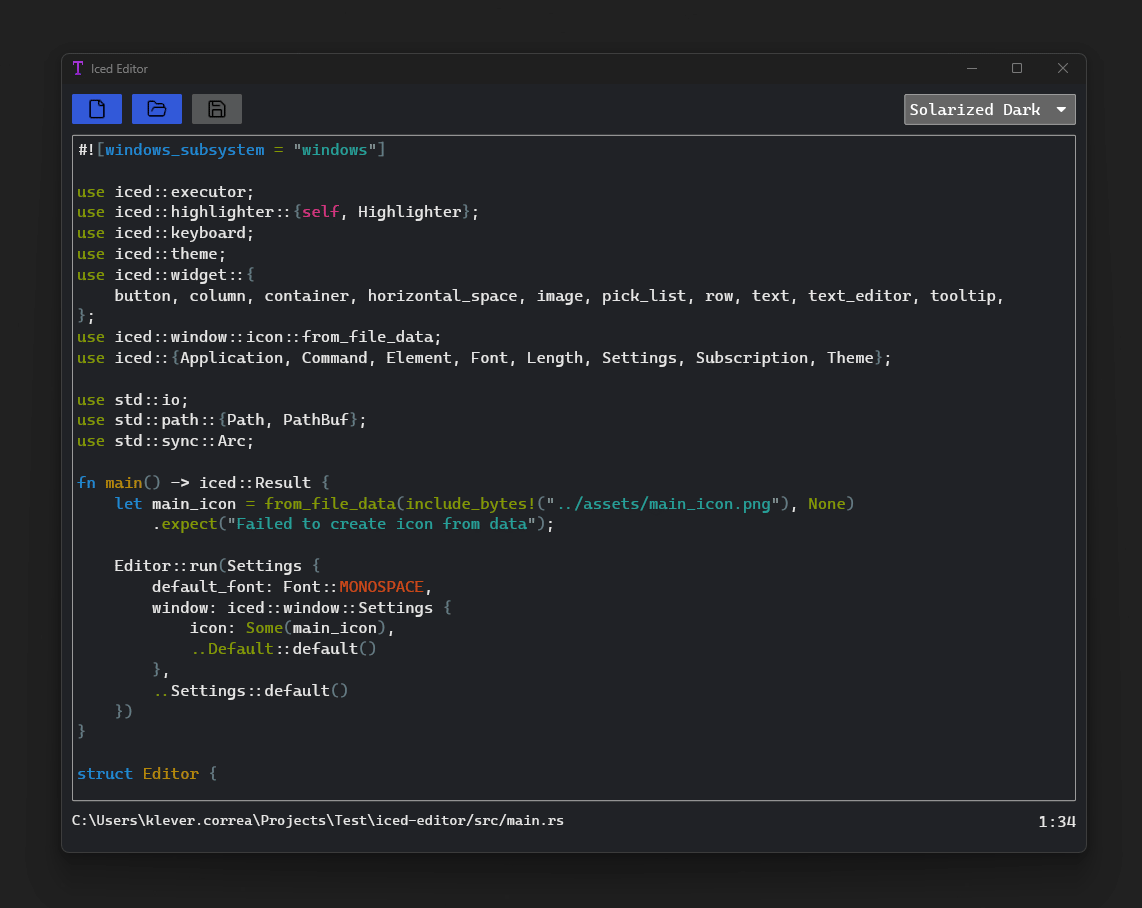 Iced Editor
Solarized Dark
#![windows_subsystem = "windows"]

use iced::executor;
use iced::highlighter::{self, Highlighter};
use iced::keyboard;
use iced::theme;
use iced::widget::{
    button, column, container, horizontal_space, image, pick_list, row, text, text_editor, tooltip,
};
use iced::window::icon::from_file_data;
use iced::{Application, Command, Element, Font, Length, Settings, Subscription, Theme};

use std::io;
use std::path::{Path, PathBuf};
use std::sync::Arc;

fn main() -> iced::Result {
    let main_icon = from_file_data(include_bytes!("../assets/main_icon.png"), None)
        .expect("Failed to create icon from data");

    Editor::run(Settings {
        default_font: Font::MONOSPACE,
        window: iced::window::Settings {
            icon: Some(main_icon),
            ..Default::default()
        },
        ..Settings::default()
    })
}

struct Editor {
C:\Users\klever.correa\Projects\Test\iced-editor/src/main.rs
1:34